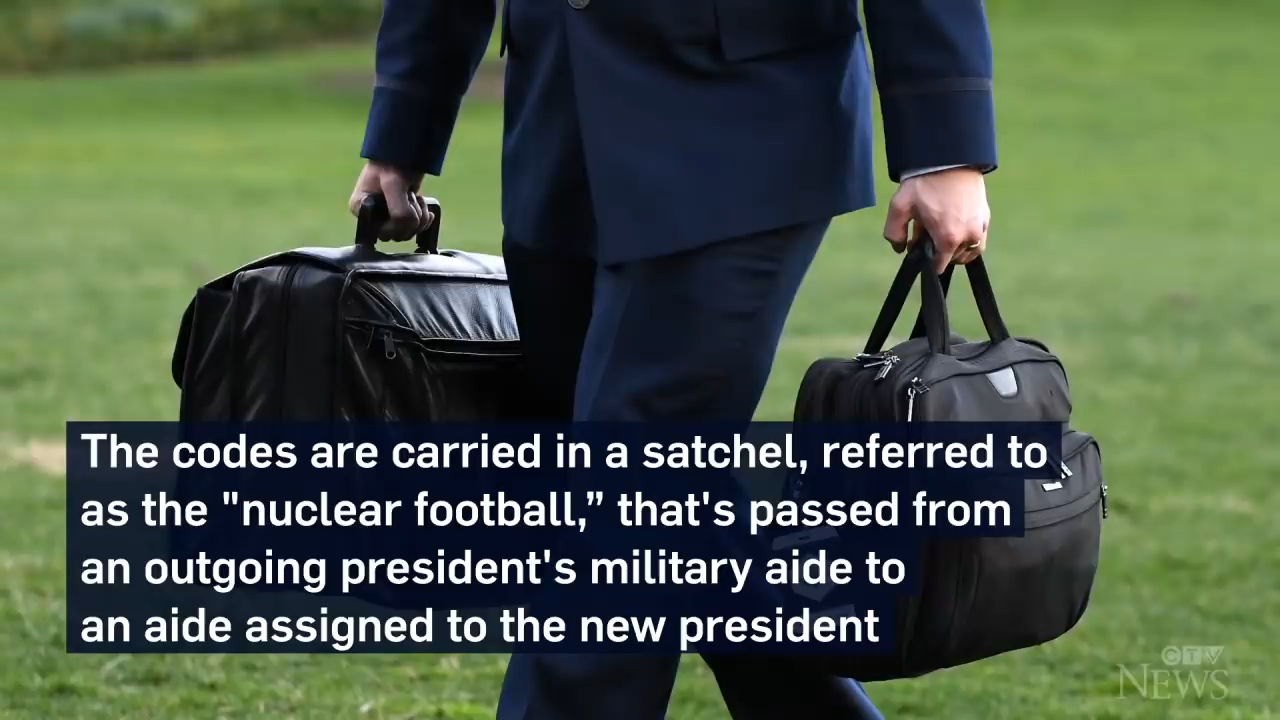 The codes are carried in a satchel, referred to
as the "nuclear football,” that's passed from
an outgoing president's military aide to
an aide assigned to the new president
CTV
NEWS